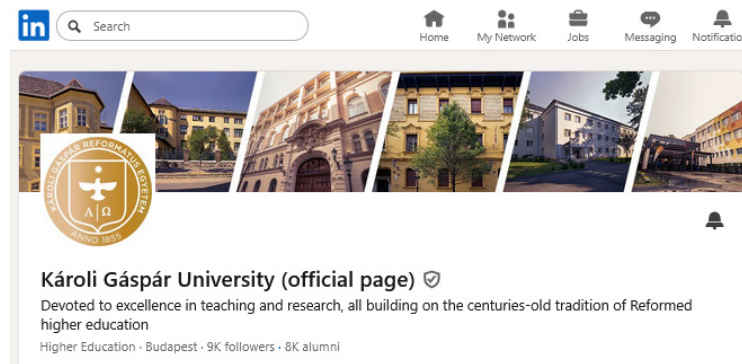 in
Search
Home
My Network
Jobs
Messaging
Notificatio
KÁROLI GÁSPÁR REFORMÁTUS EGYETEM
Α Ω
ANNO 1855
Károli Gáspár University (official page)
Devoted to excellence in teaching and research, all building on the centuries-old tradition of Reformed
higher education
Higher Education · Budapest · 9K followers · 8K alumni